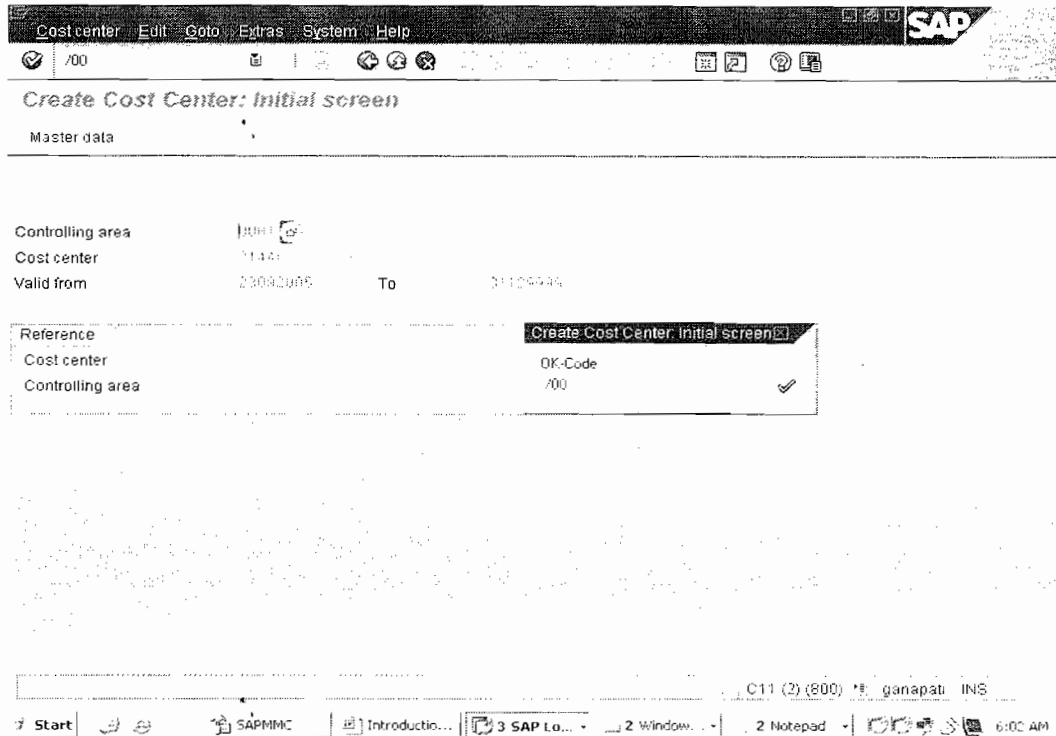 Cost center Edit Goto Extras System Help
SAP
/00
Create Cost Center: Initial screen
Master data
Controlling area
Cost center
Valid from To
Reference
Cost center
Controlling area
Create Cost Center: Initial screen
OK-Code
/00
C11 (2) (800) ganapati INS
Start SAPMMC Introductio... 3 SAP Lo... 2 Window... 2 Notepad 6:02 AM